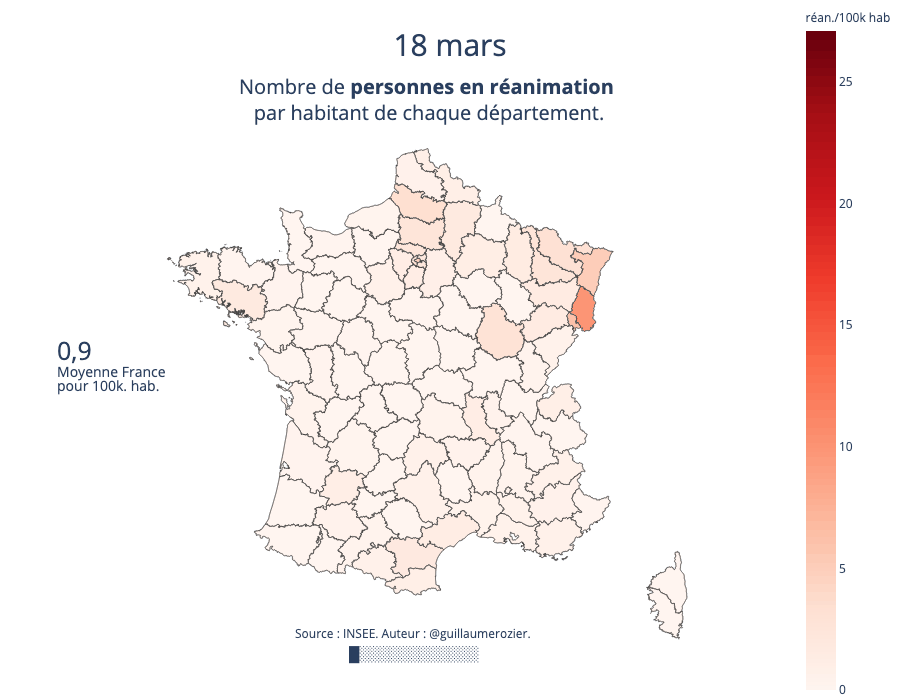 18 mars
Nombre de personnes en réanimation
par habitant de chaque département.
réan./100k hab
25
20
15
10
5
0
0,9
Moyenne France
pour 100k. hab.
Source : INSEE. Auteur : @guillaumerozier.